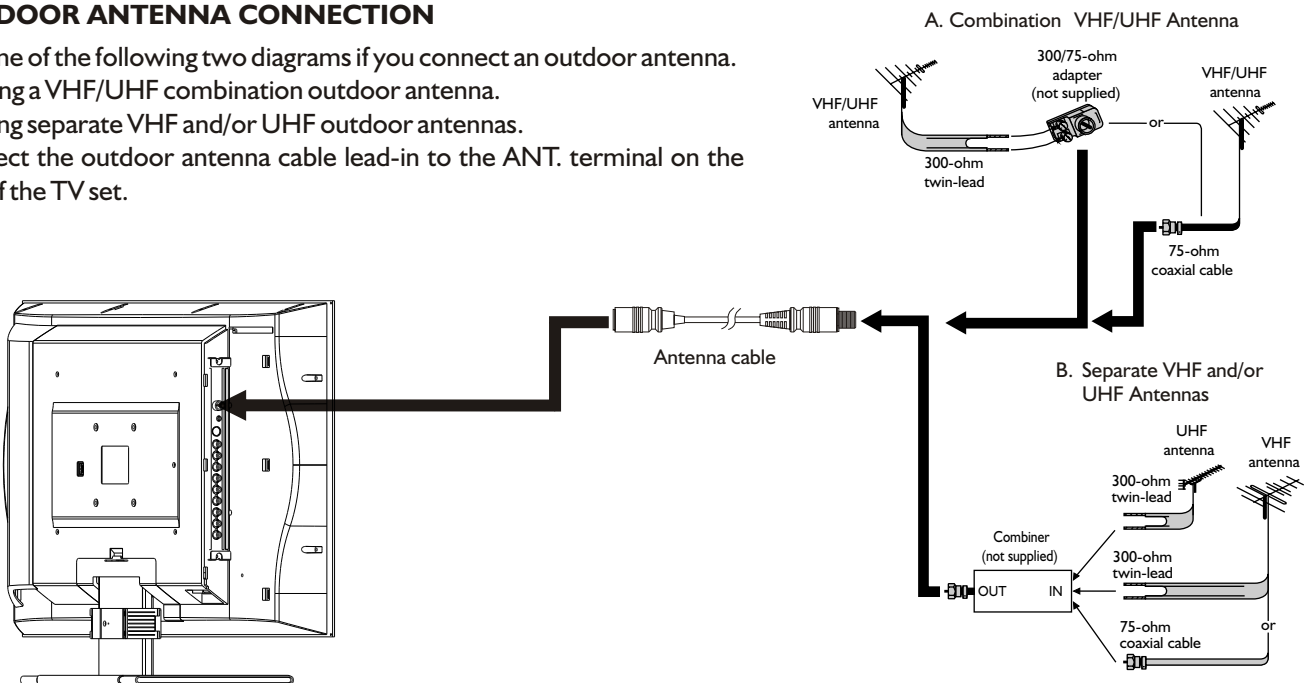 DOOR ANTENNA CONNECTION
ne of the following two diagrams if you connect an outdoor antenna.
ng a VHF/UHF combination outdoor antenna.
ng separate VHF and/or UHF outdoor antennas.
ect the outdoor antenna cable lead-in to the ANT. terminal on the
f the TV set.
A. Combination VHF/UHF Antenna
300/75-ohm
adapter
(not supplied)
VHF/UHF
antenna
VHF/UHF
antenna
or
300-ohm
twin-lead
75-ohm
coaxial cable
Antenna cable
B. Separate VHF and/or
UHF Antennas
UHF
antenna
VHF
antenna
300-ohm
twin-lead
Combiner
(not supplied)
300-ohm
twin-lead
OUT IN
75-ohm
coaxial cable
or